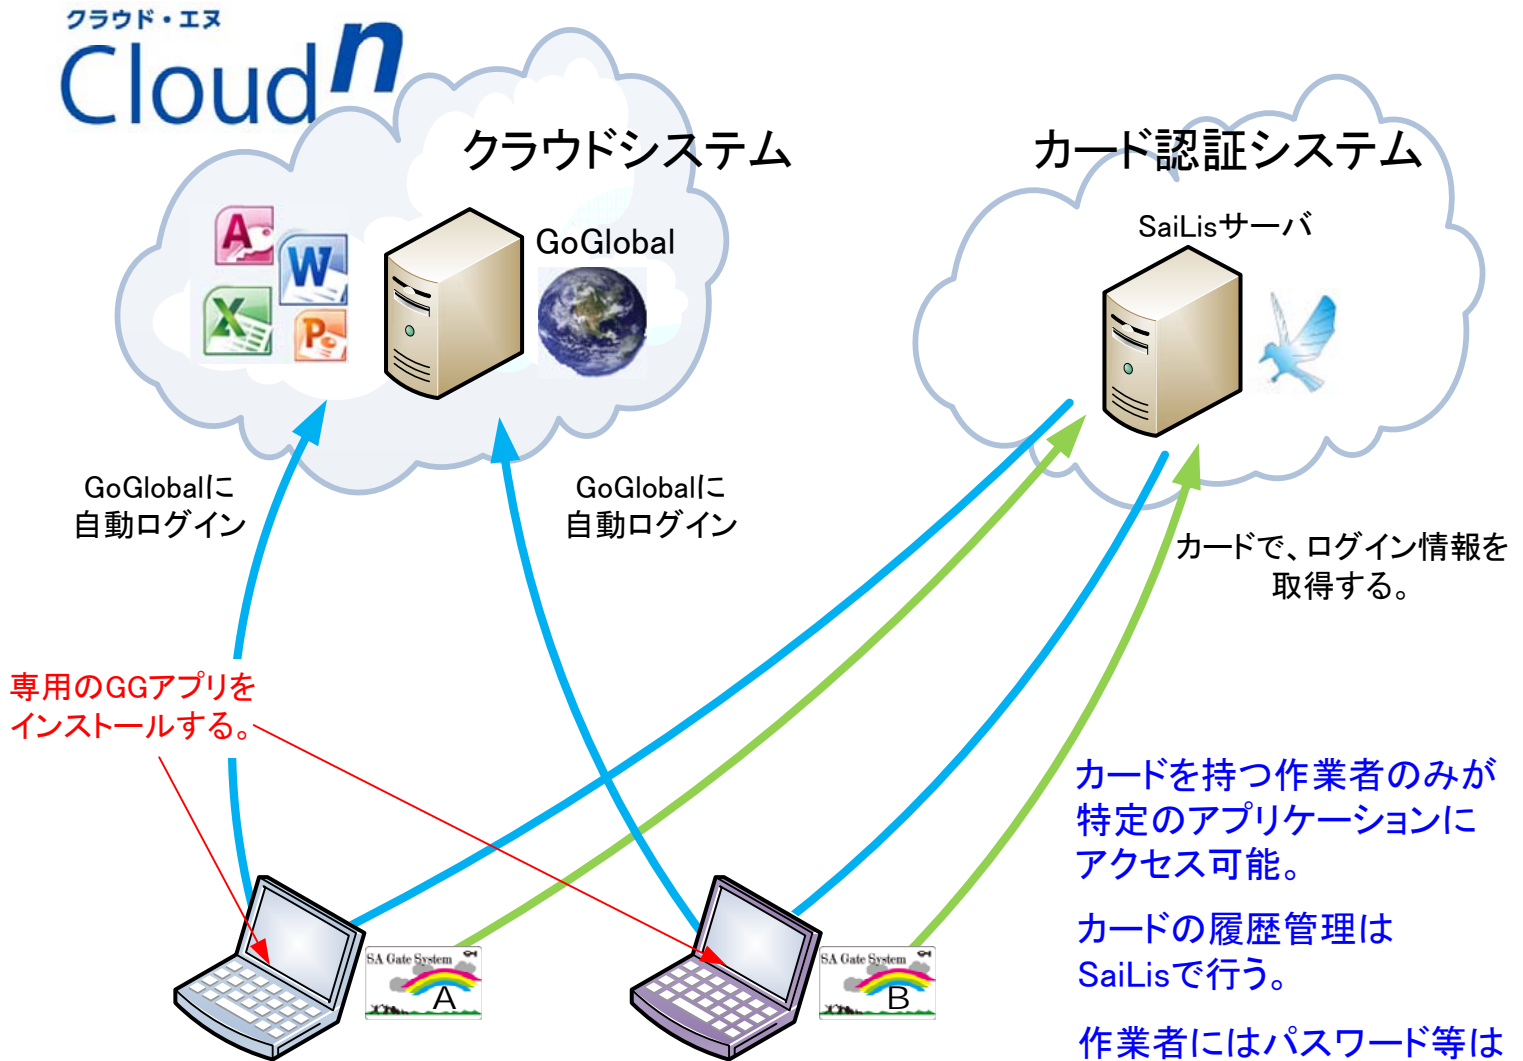 クラウド・エヌ
Cloudn
クラウドシステム
カード認証システム
GoGlobal
SaiLisサーバ
A
W
X
P
GoGlobalに
自動ログイン
GoGlobalに
自動ログイン
カードで、ログイン情報を
取得する。
専用のGGアプリを
インストールする。
カードを持つ作業者のみが
特定のアプリケーションに
アクセス可能。
カードの履歴管理は
SaiLisで行う。
SA Gate System
A
SA Gate System
B
作業者にはパスワード等は